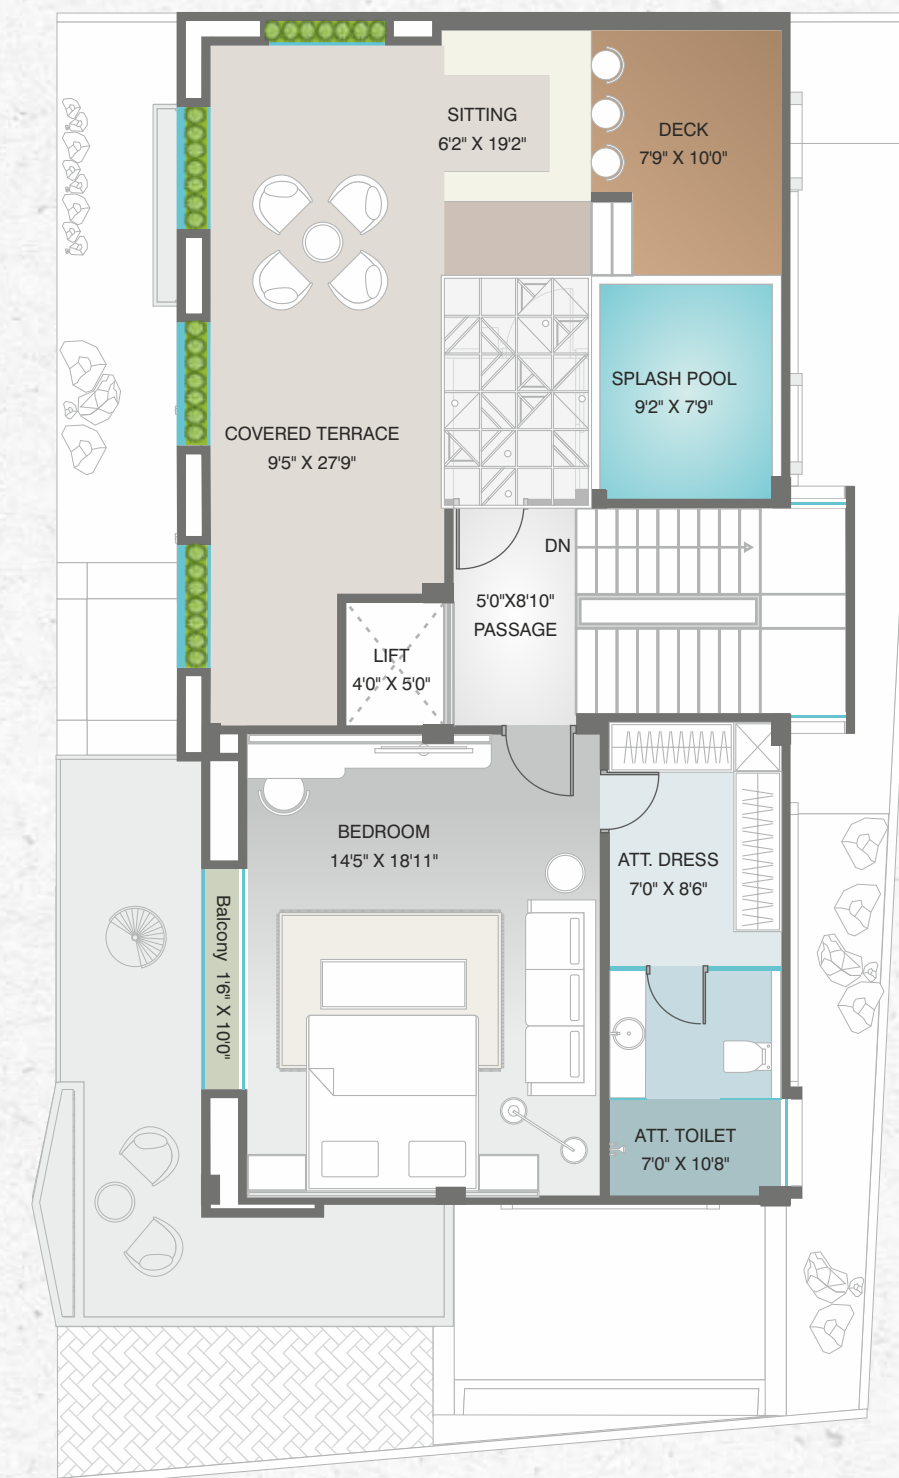 SITTING
6'2" X 19'2"
DECK
7'9" X 10'0"
SPLASH POOL
9'2" X 7'9"
COVERED TERRACE
9'5" X 27'9"
DN
5'0"X8'10"
PASSAGE
LIFT
4'0" X 5'0"
BEDROOM
14'5" X 18'11"
ATT. DRESS
7'0" X 8'6"
Balcony 1'6" X 10'0"
ATT. TOILET
7'0" X 10'8"